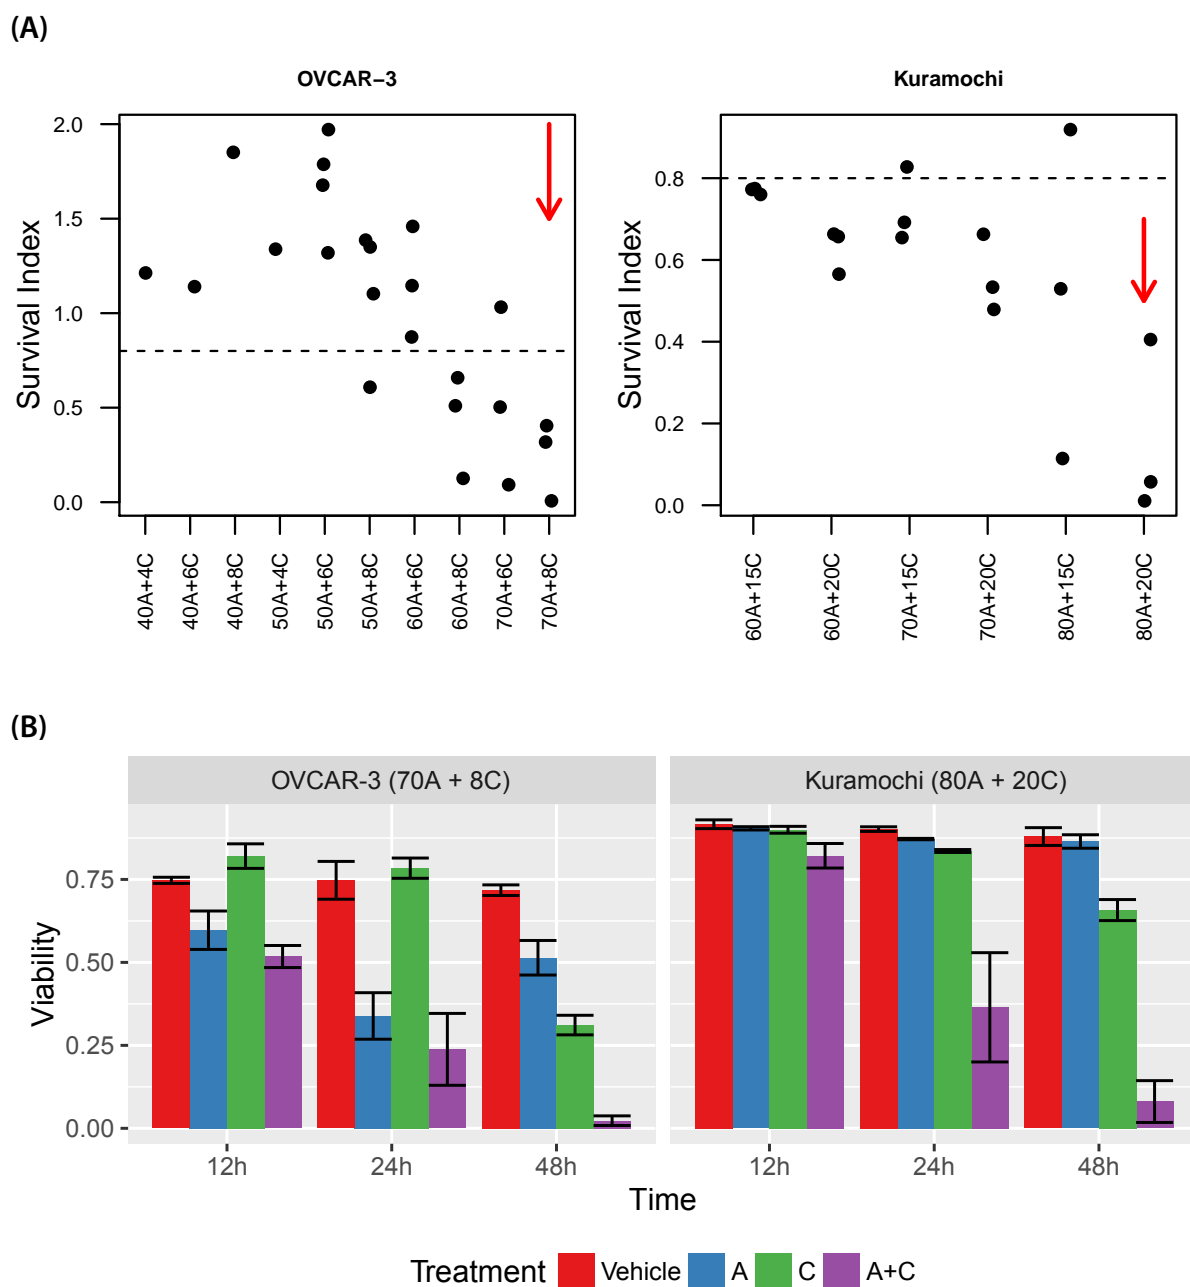 (A)
OVCAR−3
Survival Index
2.0
1.5
1.0
0.5
0.0
40A+4C
40A+6C
40A+8C
50A+4C
50A+6C
50A+8C
60A+6C
60A+8C
70A+6C
70A+8C
Kuramochi
Survival Index
0.8
0.6
0.4
0.2
0.0
60A+15C
60A+20C
70A+15C
70A+20C
80A+15C
80A+20C
(B)
OVCAR-3 (70A + 8C)
Kuramochi (80A + 20C)
Viability
0.75
0.50
0.25
0.00
12h
24h
48h
12h
24h
48h
Time
Treatment Vehicle A C A+C